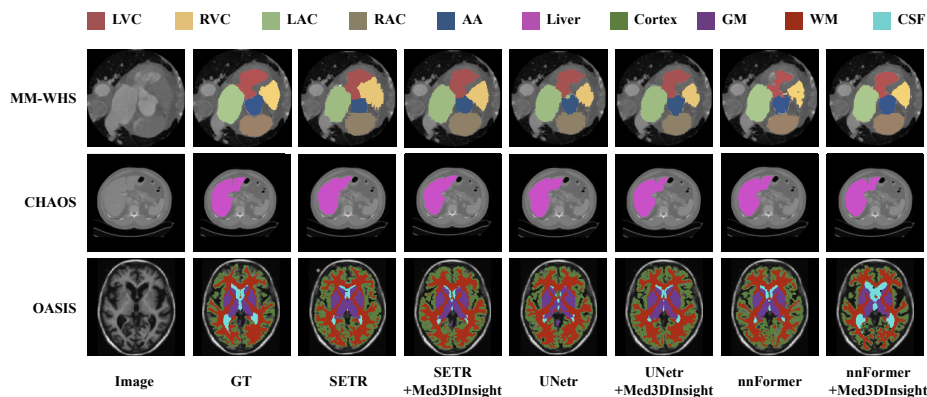 LVC RVC LAC RAC AA Liver Cortex GM WM CSF
MM-WHS
CHAOS
OASIS
Image GT SETR SETR +Med3DInsight UNetr UNetr +Med3DInsight nnFormer nnFormer +Med3DInsight